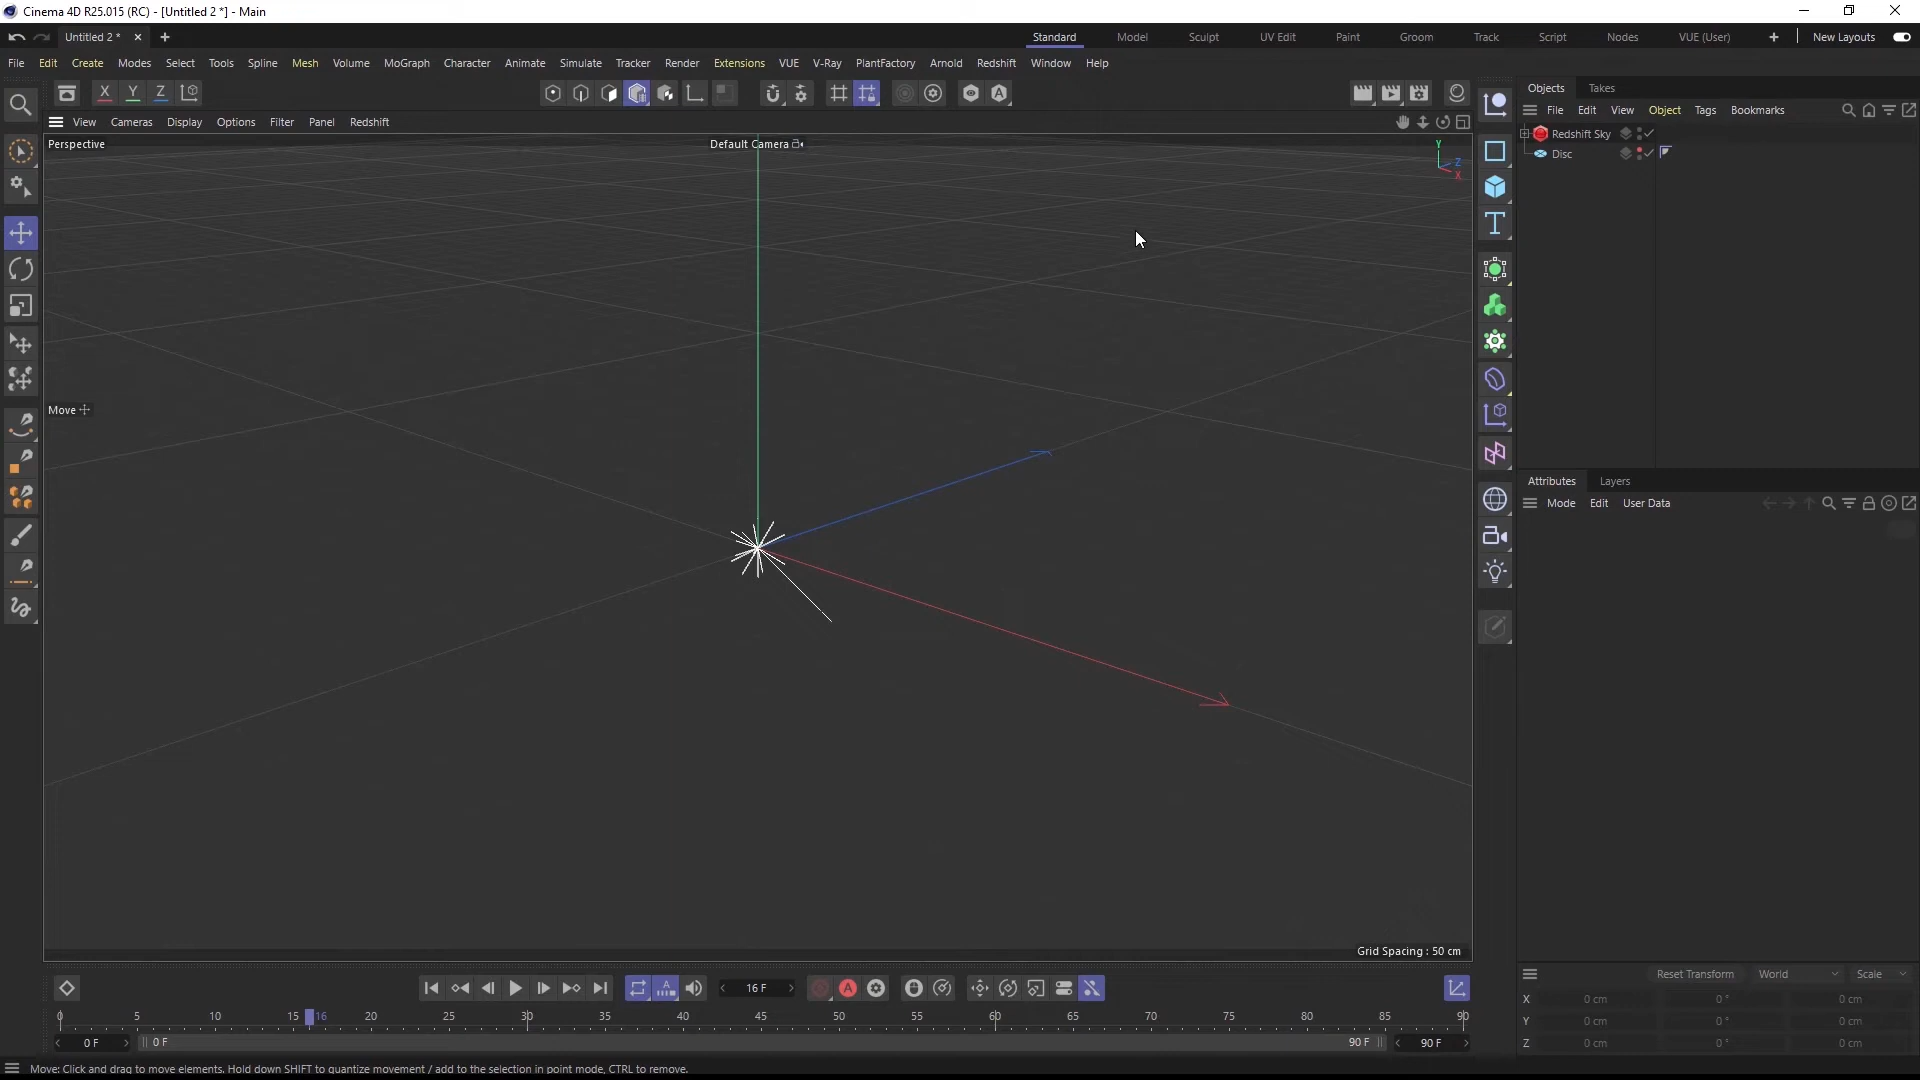 Cinema 4D R25.015 (RC) - [Untitled 2 *] - Main
Untitled 2 *
Standard Model Sculpt UV Edit Paint Groom Track Script Nodes VUE (User) New Layouts
File Edit Create Modes Select Tools Spline Mesh Volume MoGraph Character Animate Simulate Tracker Render Extensions VUE V-Ray PlantFactory Arnold Redshift Window Help
X Y Z
Objects Takes
File Edit View Object Tags Bookmarks
View Cameras Display Options Filter Panel Redshift
Perspective
Default Camera
Y
Z
X
Redshift Sky
Disc
Move
Attributes Layers
Mode Edit User Data
Grid Spacing : 50 cm
Reset Transform World Scale
16 F
X 0 cm 0 ° 0 cm
Y 0 cm 0 ° 0 cm
Z 0 cm 0 ° 0 cm
0 5 10 15 16 20 25 30 35 40 45 50 55 60 65 70 75 80 85 90
0 F 0 F 90 F 90 F
Move: Click and drag to move elements. Hold down SHIFT to quantize movement / add to the selection in point mode, CTRL to remove.